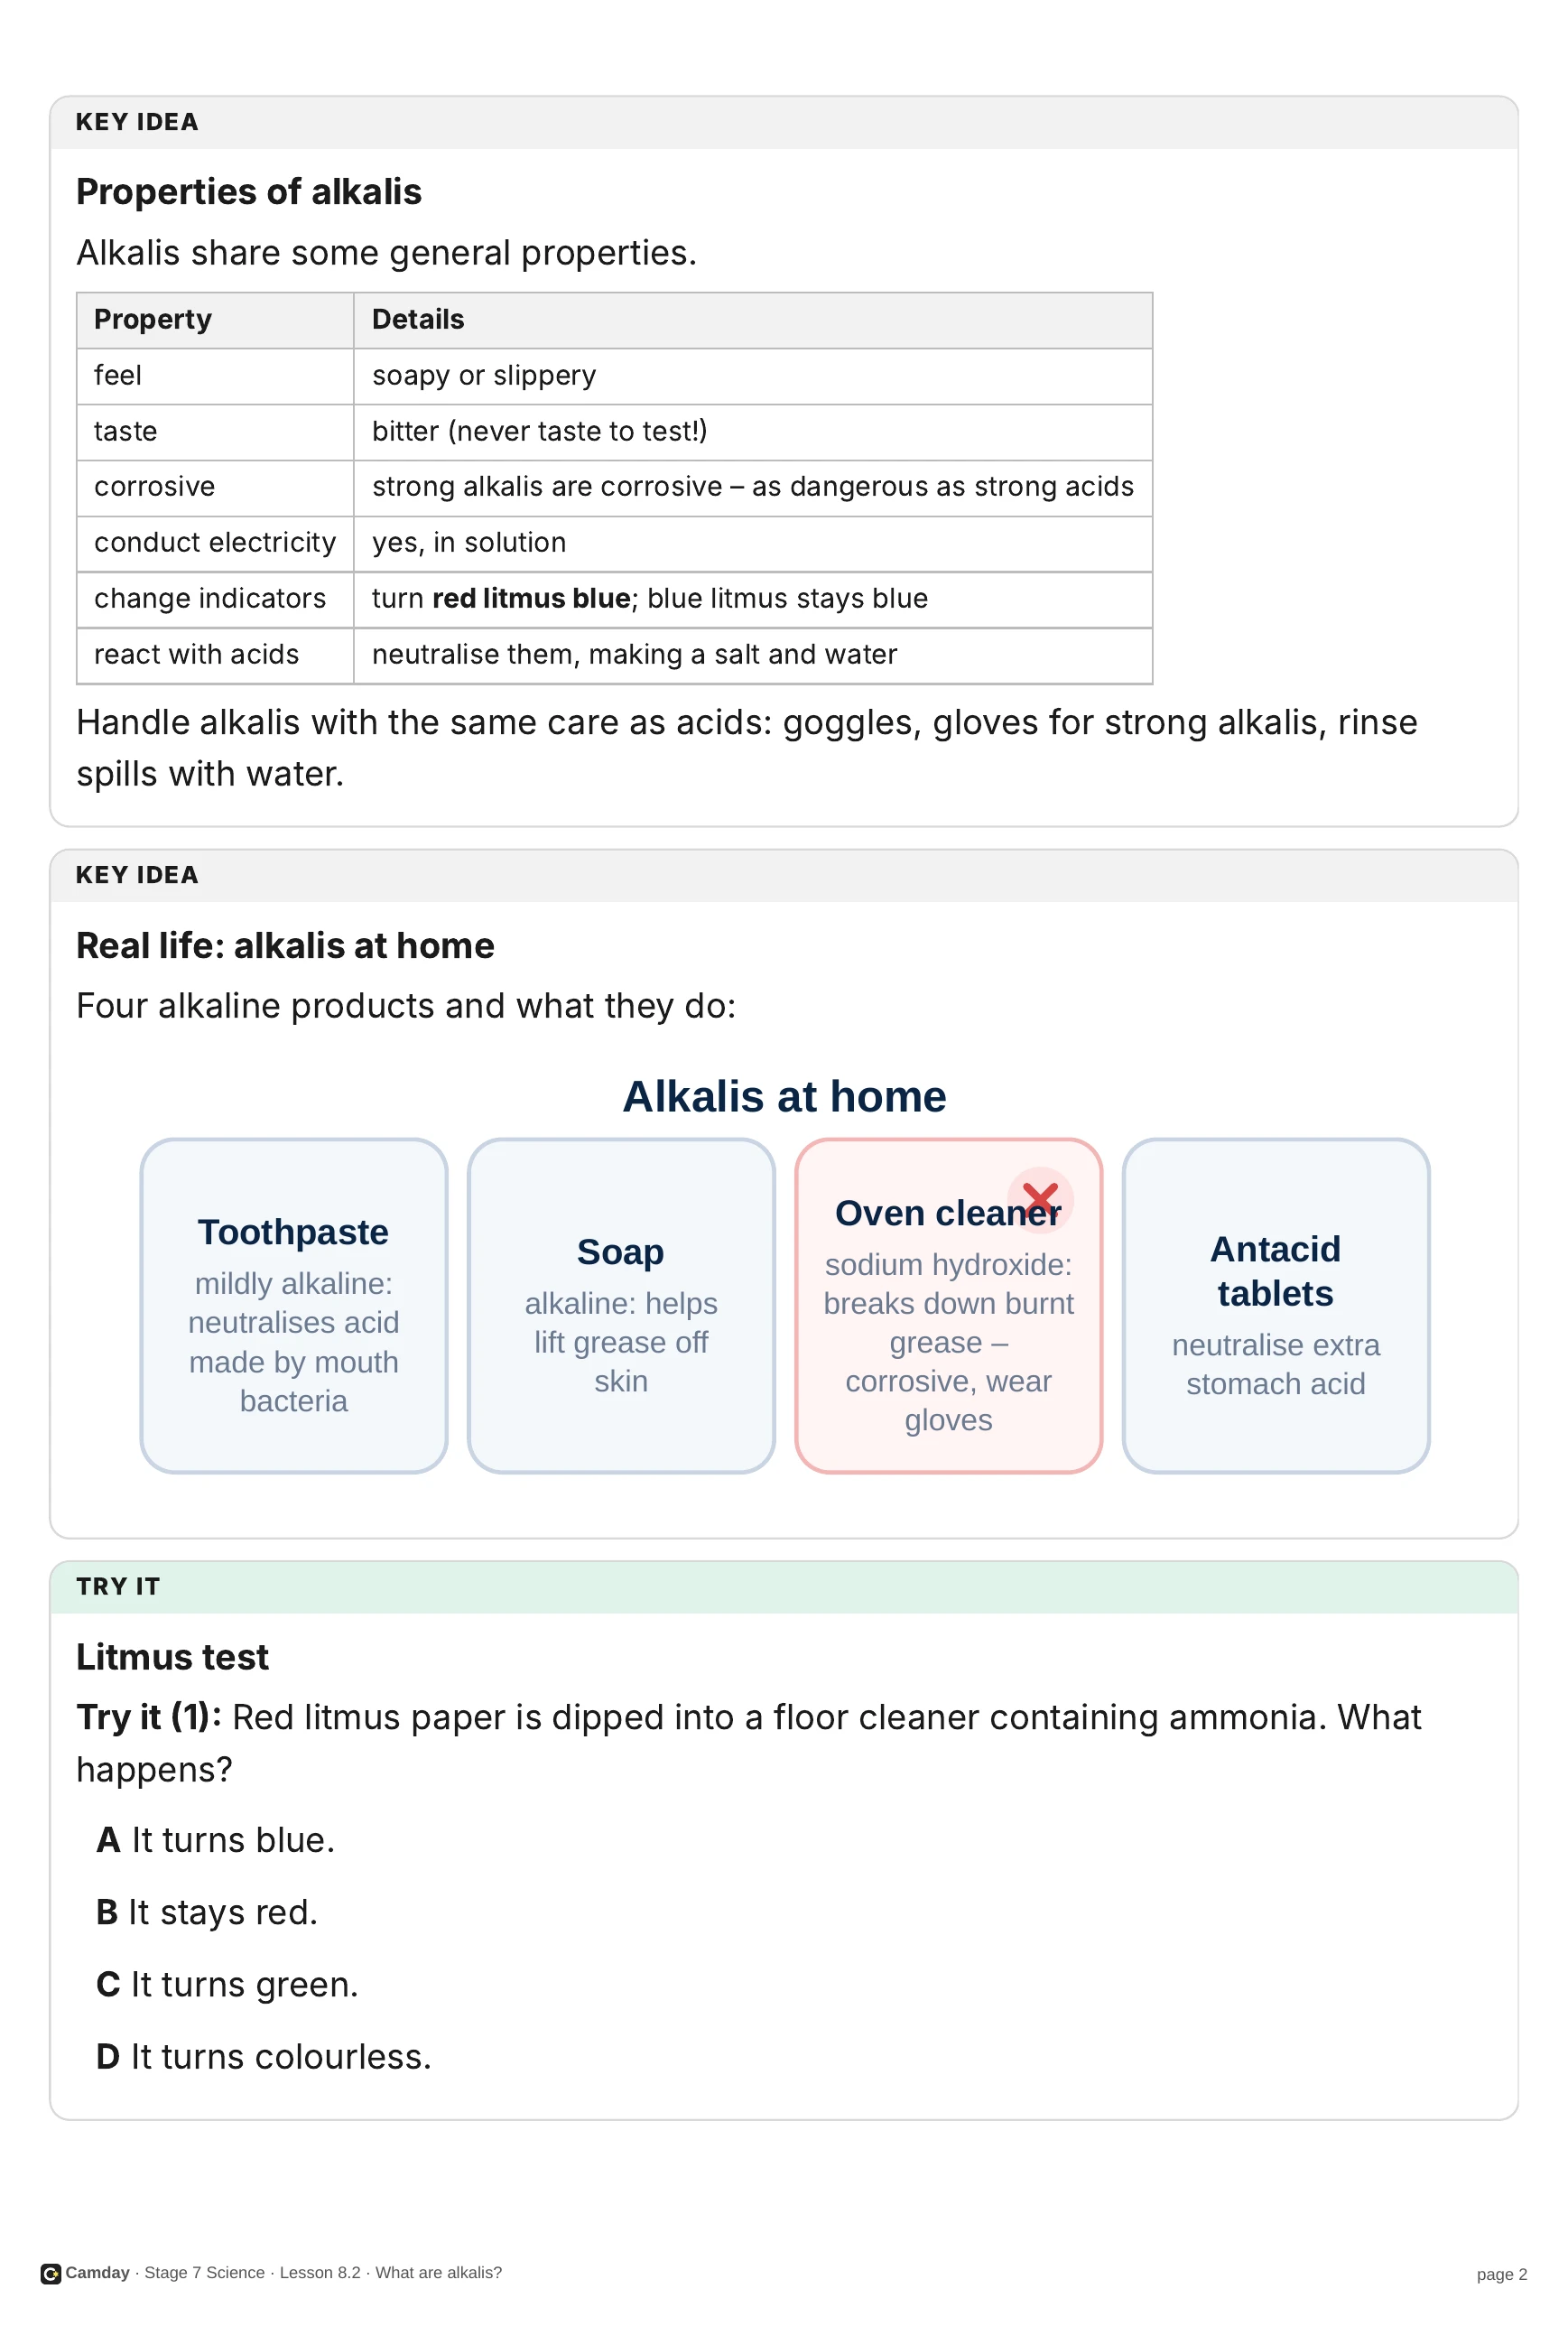 KEY IDEA
Properties of alkalis
Alkalis share some general properties.
Property Details
feel soapy or slippery
taste bitter (never taste to test!)
corrosive strong alkalis are corrosive – as dangerous as strong acids
conduct electricity yes, in solution
change indicators turn red litmus blue; blue litmus stays blue
react with acids neutralise them, making a salt and water
Handle alkalis with the same care as acids: goggles, gloves for strong alkalis, rinse
spills with water.
KEY IDEA
Real life: alkalis at home
Four alkaline products and what they do:
Alkalis at home
Toothpaste
mildly alkaline:
neutralises acid
made by mouth
bacteria
Soap
alkaline: helps
lift grease off
skin
Oven cleaner
sodium hydroxide:
breaks down burnt
grease –
corrosive, wear
gloves
Antacid
tablets
neutralise extra
stomach acid
TRY IT
Litmus test
Try it (1): Red litmus paper is dipped into a floor cleaner containing ammonia. What
happens?
A It turns blue.
B It stays red.
C It turns green.
D It turns colourless.
Camday · Stage 7 Science · Lesson 8.2 · What are alkalis?
page 2